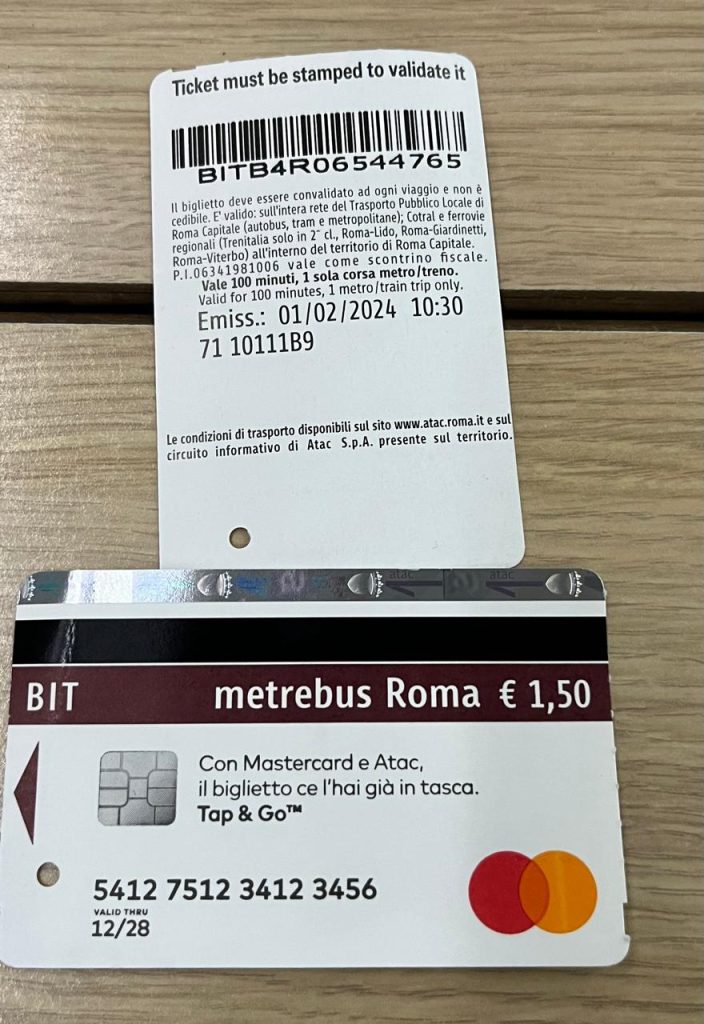 Ticket must be stamped to validate it
BITB4R06544765
Il biglietto deve essere convalidato ad ogni viaggio e non è
cedibile. E' valido: sull'intera rete del Trasporto Pubblico Locale di
Roma Capitale (autobus, tram e metropolitane); Cotral e ferrovie
regionali (Trenitalia solo in 2^ cl., Roma-Lido, Roma-Giardinetti,
Roma-Viterbo) all'interno del territorio di Roma Capitale.
P.I.06341981006 vale come scontrino fiscale.
Vale 100 minuti, 1 sola corsa metro/treno.
Valid for 100 minutes, 1 metro/train trip only.
Emiss.: 01/02/2024 10:30
71 10111B9
Le condizioni di trasporto disponibili sul sito www.atac.roma.it e sul
circuito informativo di Atac S.p.A. presente sul territorio.
atac atac
BIT metrebus Roma € 1,50
Con Mastercard e Atac,
il biglietto ce l'hai già in tasca.
Tap & Go™
5412 7512 3412 3456
VALID THRU
12/28